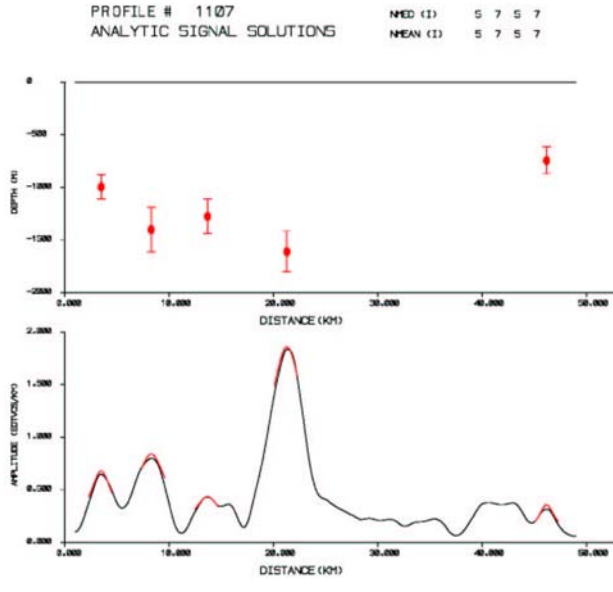 PROFILE # 1107 NMED (I) 5 7 5 7
ANALYTIC SIGNAL SOLUTIONS NMEAN (I) 5 7 5 7
0
-500
-1000
-1500
-2000
DEPTH (M)
0.000 10.000 20.000 30.000 40.000 50.000
DISTANCE (KM)
2.000
1.500
1.000
0.500
0.000
0.000 10.000 20.000 30.000 40.000 50.000
DISTANCE (KM)